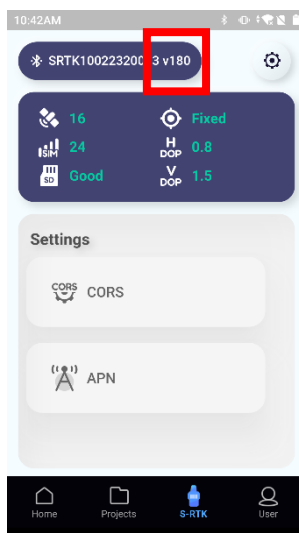 10:42AM
SRTK10022320013 v180
16
Fixed
SIM
24
H
DOP
0.8
SD
Good
V
DOP
1.5
Settings
CORS
CORS
APN
Home
Projects
S-RTK
User